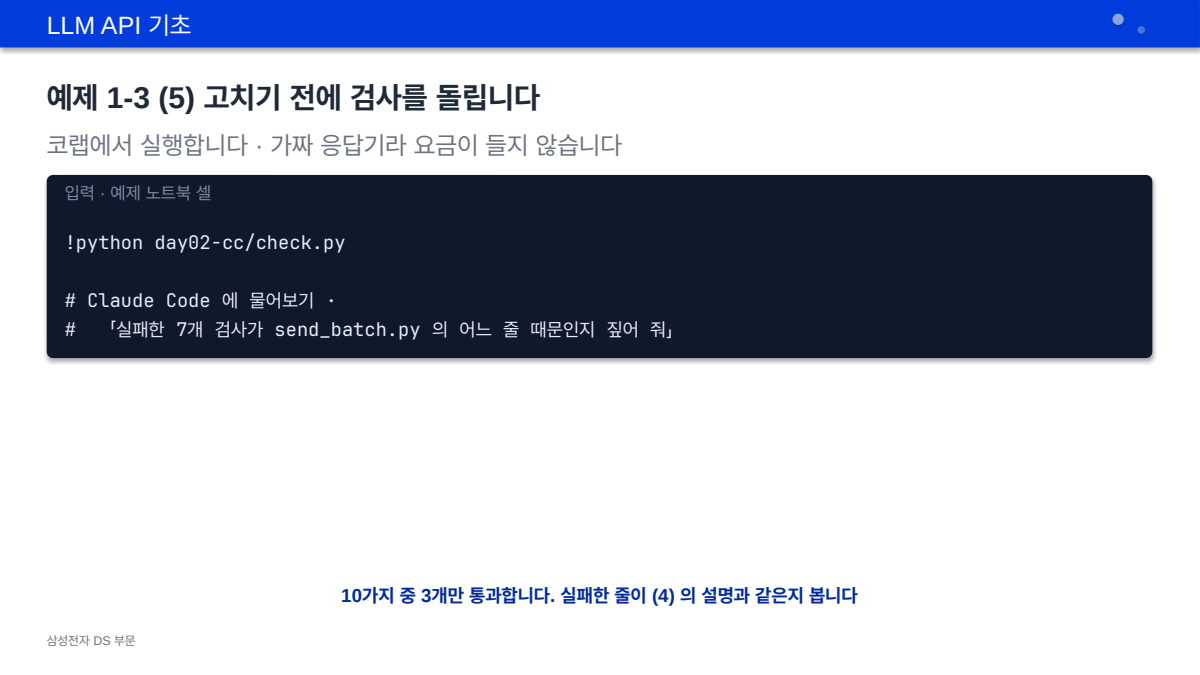 LLM API 기초
예제 1-3 (5) 고치기 전에 검사를 돌립니다
코랩에서 실행합니다 · 가짜 응답기라 요금이 들지 않습니다
입력 · 예제 노트북 셀
!python day02-cc/check.py
# Claude Code 에 물어보기 ·
#   「실패한 7개 검사가 send_batch.py 의 어느 줄 때문인지 짚어 줘」
10가지 중 3개만 통과합니다. 실패한 줄이 (4) 의 설명과 같은지 봅니다
삼성전자 DS 부문